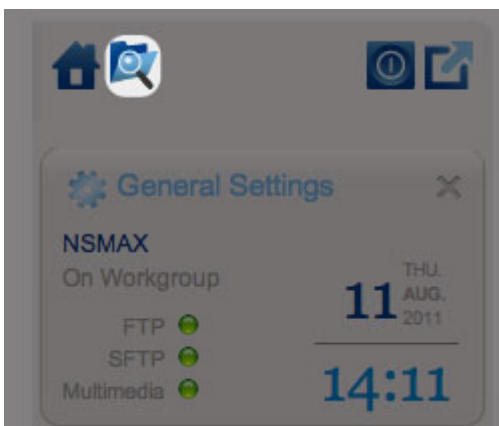 General Settings
NSMAX
On Workgroup
THU.
11 AUG.
2011
FTP
SFTP
Multimedia
14:11